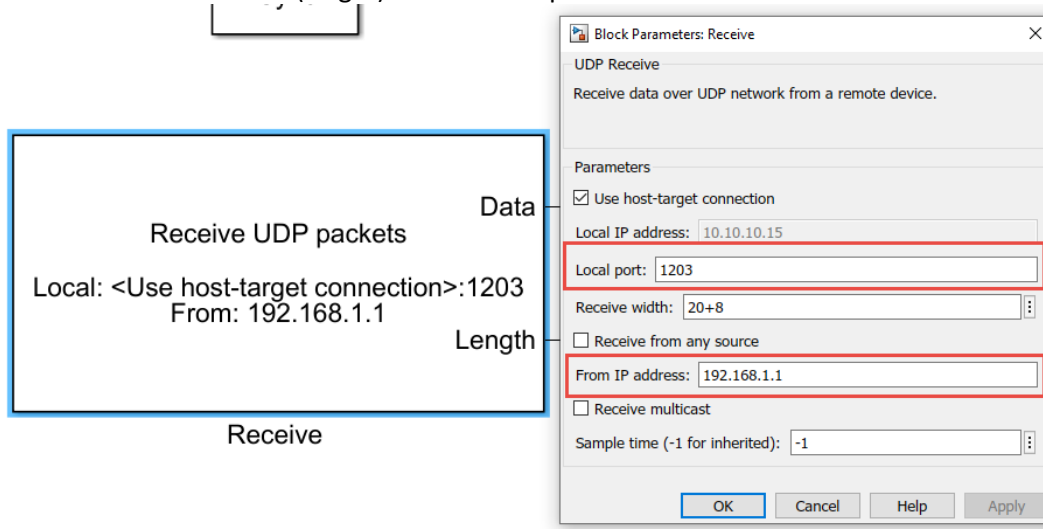 Block Parameters: Receive
UDP Receive
Receive data over UDP network from a remote device.
Parameters
Use host-target connection
Local IP address: 10.10.10.15
Local port: 1203
Receive width: 20+8
Receive from any source
From IP address: 192.168.1.1
Receive multicast
Sample time (-1 for inherited): -1
OK Cancel Help Apply
Data
Receive UDP packets
Local: <Use host-target connection>:1203
From: 192.168.1.1
Length
Receive